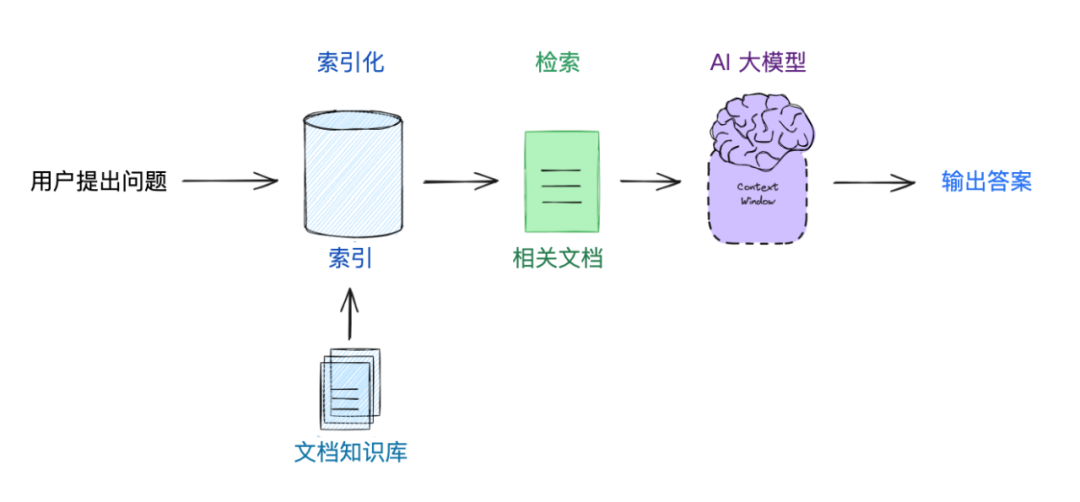 索引化
检索
AI 大模型
用户提出问题
Context
Window
输出答案
索引
相关文档
文档知识库